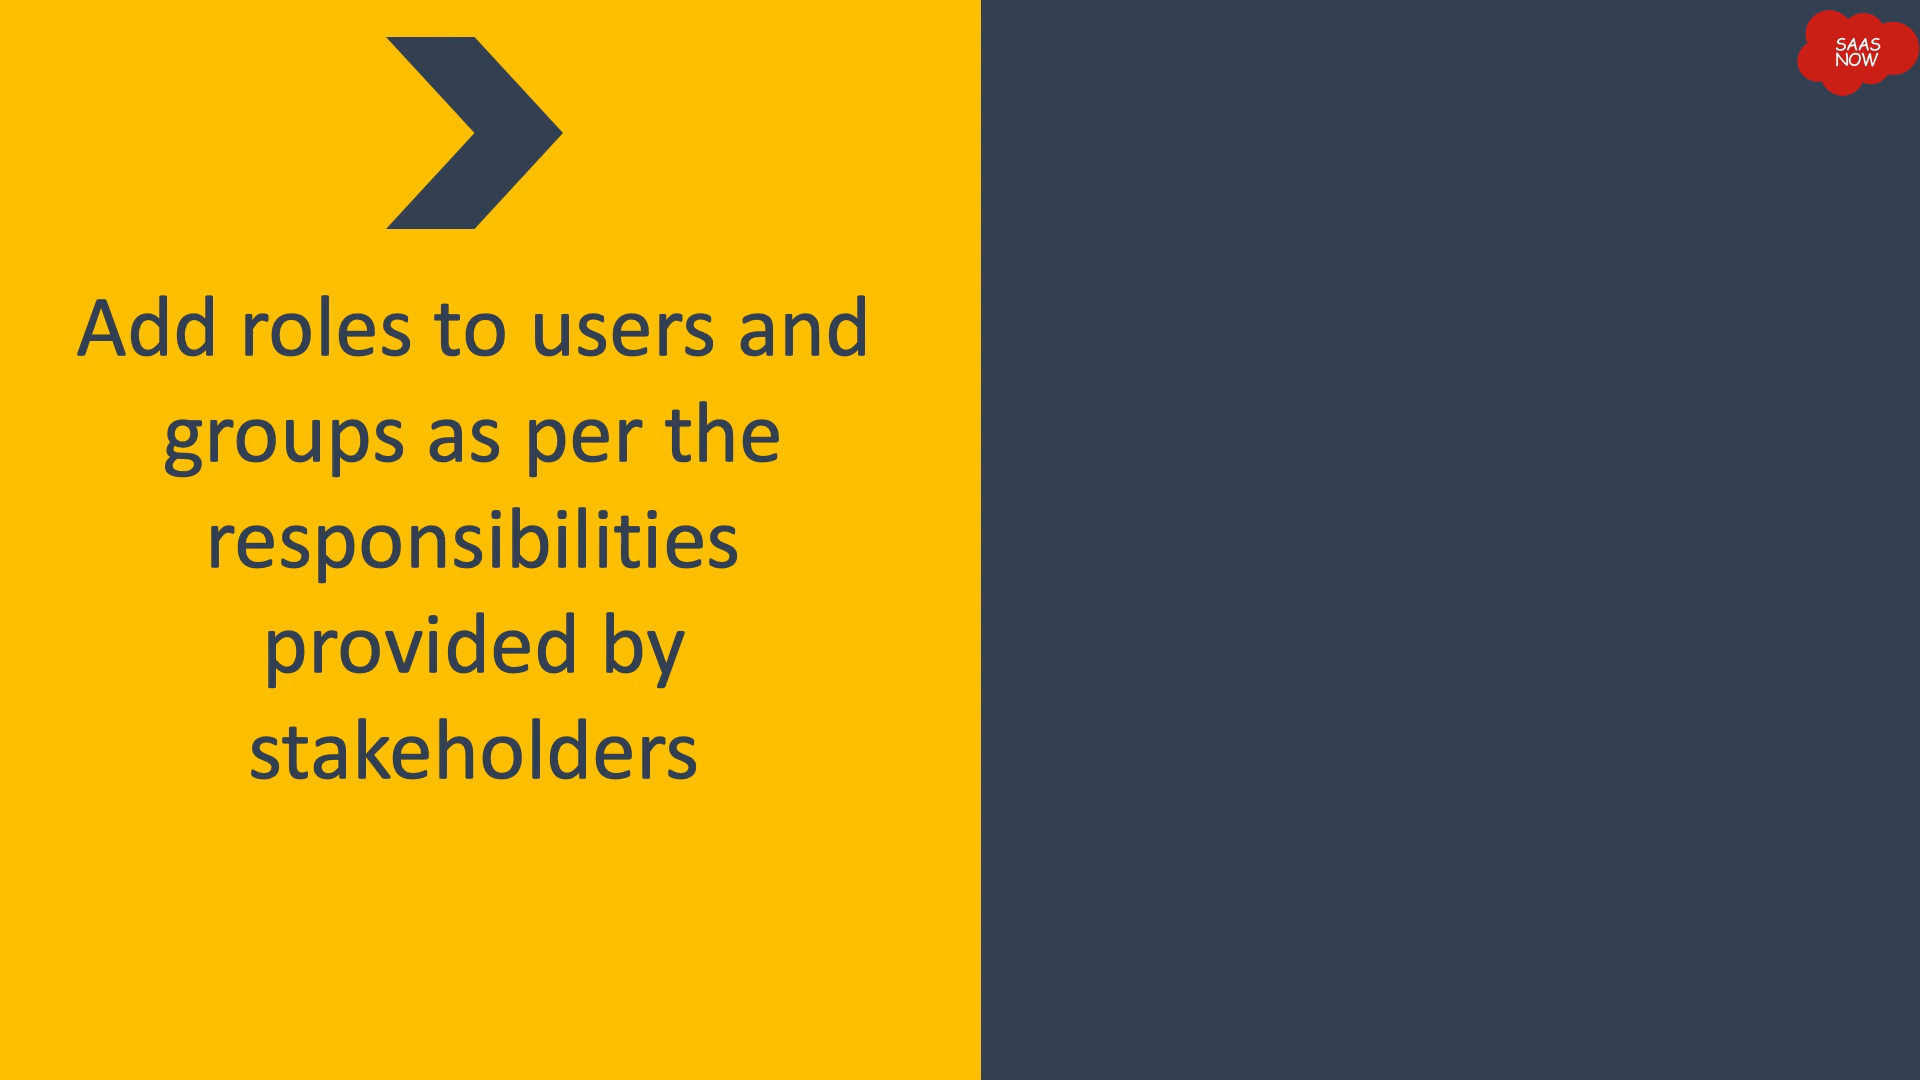 SAAS
NOW
Add roles to users and
groups as per the
responsibilities
provided by
stakeholders